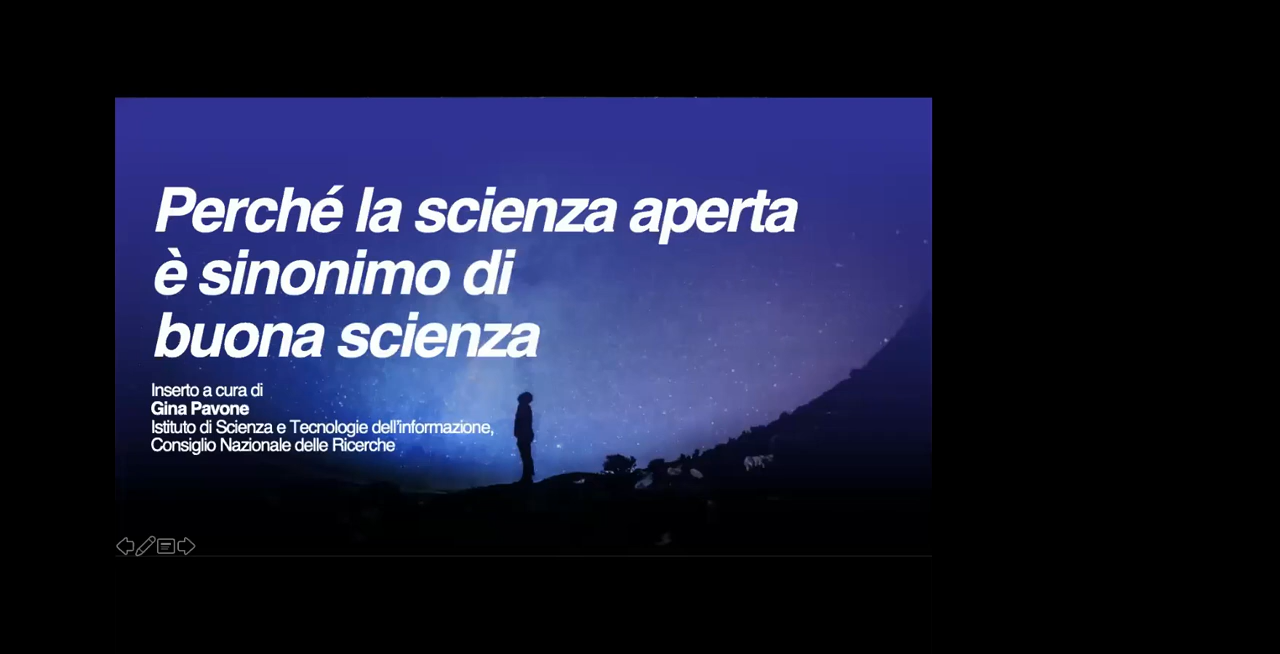 Perché la scienza aperta
è sinonimo di
buona scienza
Inserto a cura di
Gina Pavone
Istituto di Scienza e Tecnologie dell'informazione,
Consiglio Nazionale delle Ricerche